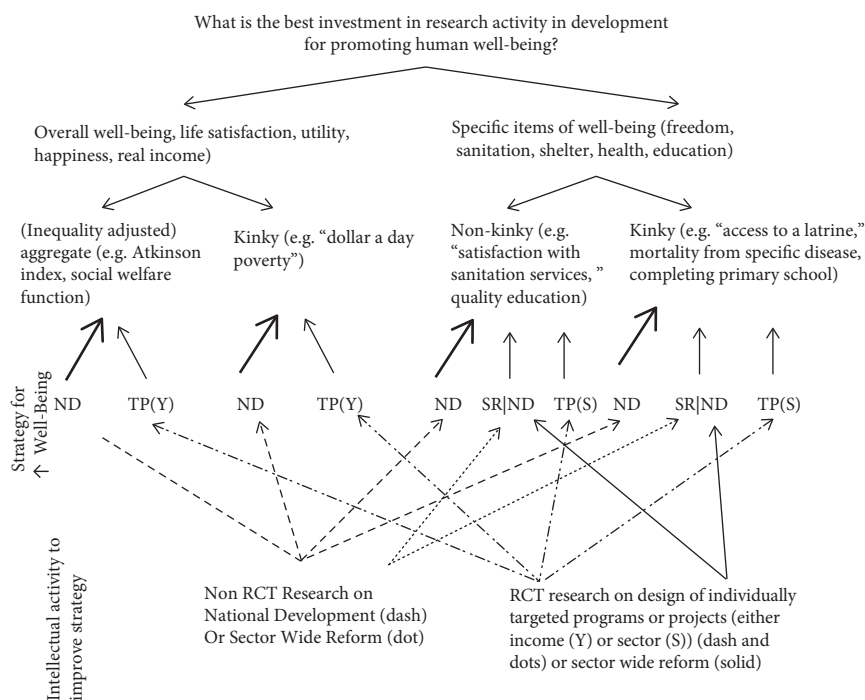 What is the best investment in research activity in development
for promoting human well-being?
Overall well-being, life satisfaction, utility,
happiness, real income)
Specific items of well-being (freedom,
sanitation, shelter, health, education)
(Inequality adjusted)
aggregate (e.g. Atkinson
index, social welfare
function)
Kinky (e.g. “dollar a day
poverty”)
Non-kinky (e.g.
“satisfaction with
sanitation services, ”
quality education)
Kinky (e.g. “access to a latrine,”
mortality from specific disease,
completing primary school)
Strategy for
↑ Well-Being
ND TP(Y) ND TP(Y) ND SR|ND TP(S) ND SR|ND TP(S)
Intellectual activity to
improve strategy
Non RCT Research on
National Development (dash)
Or Sector Wide Reform (dot)
RCT research on design of individually
targeted programs or projects (either
income (Y) or sector (S)) (dash and
dots) or sector wide reform (solid)